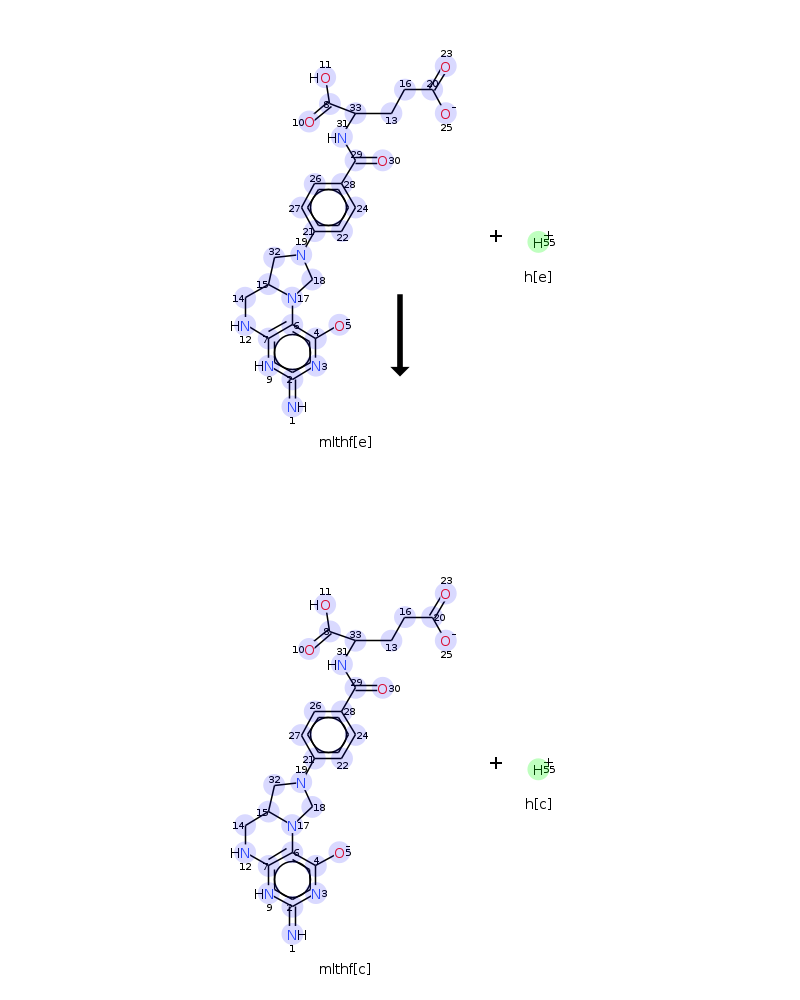 23
O
11
HO
16
20
8
33
O-
25
10 O
31
13
HN
29
O 30
26
28
27
24
21
22
19
N
32
+
H+ 55
18
15
h[e]
14
N 17
HN
6
O- 5
12
7
4
HN
N 3
9
2
NH
1
mlthf[e]
23
O
11
HO
16
20
8
33
O-
25
10 O
31
13
HN
29
O 30
26
28
27
24
21
22
19
N
+
H+ 55
32
18
15
h[c]
14
N 17
HN
6
O- 5
12
7
4
HN
N 3
9
2
NH
1
mlthf[c]